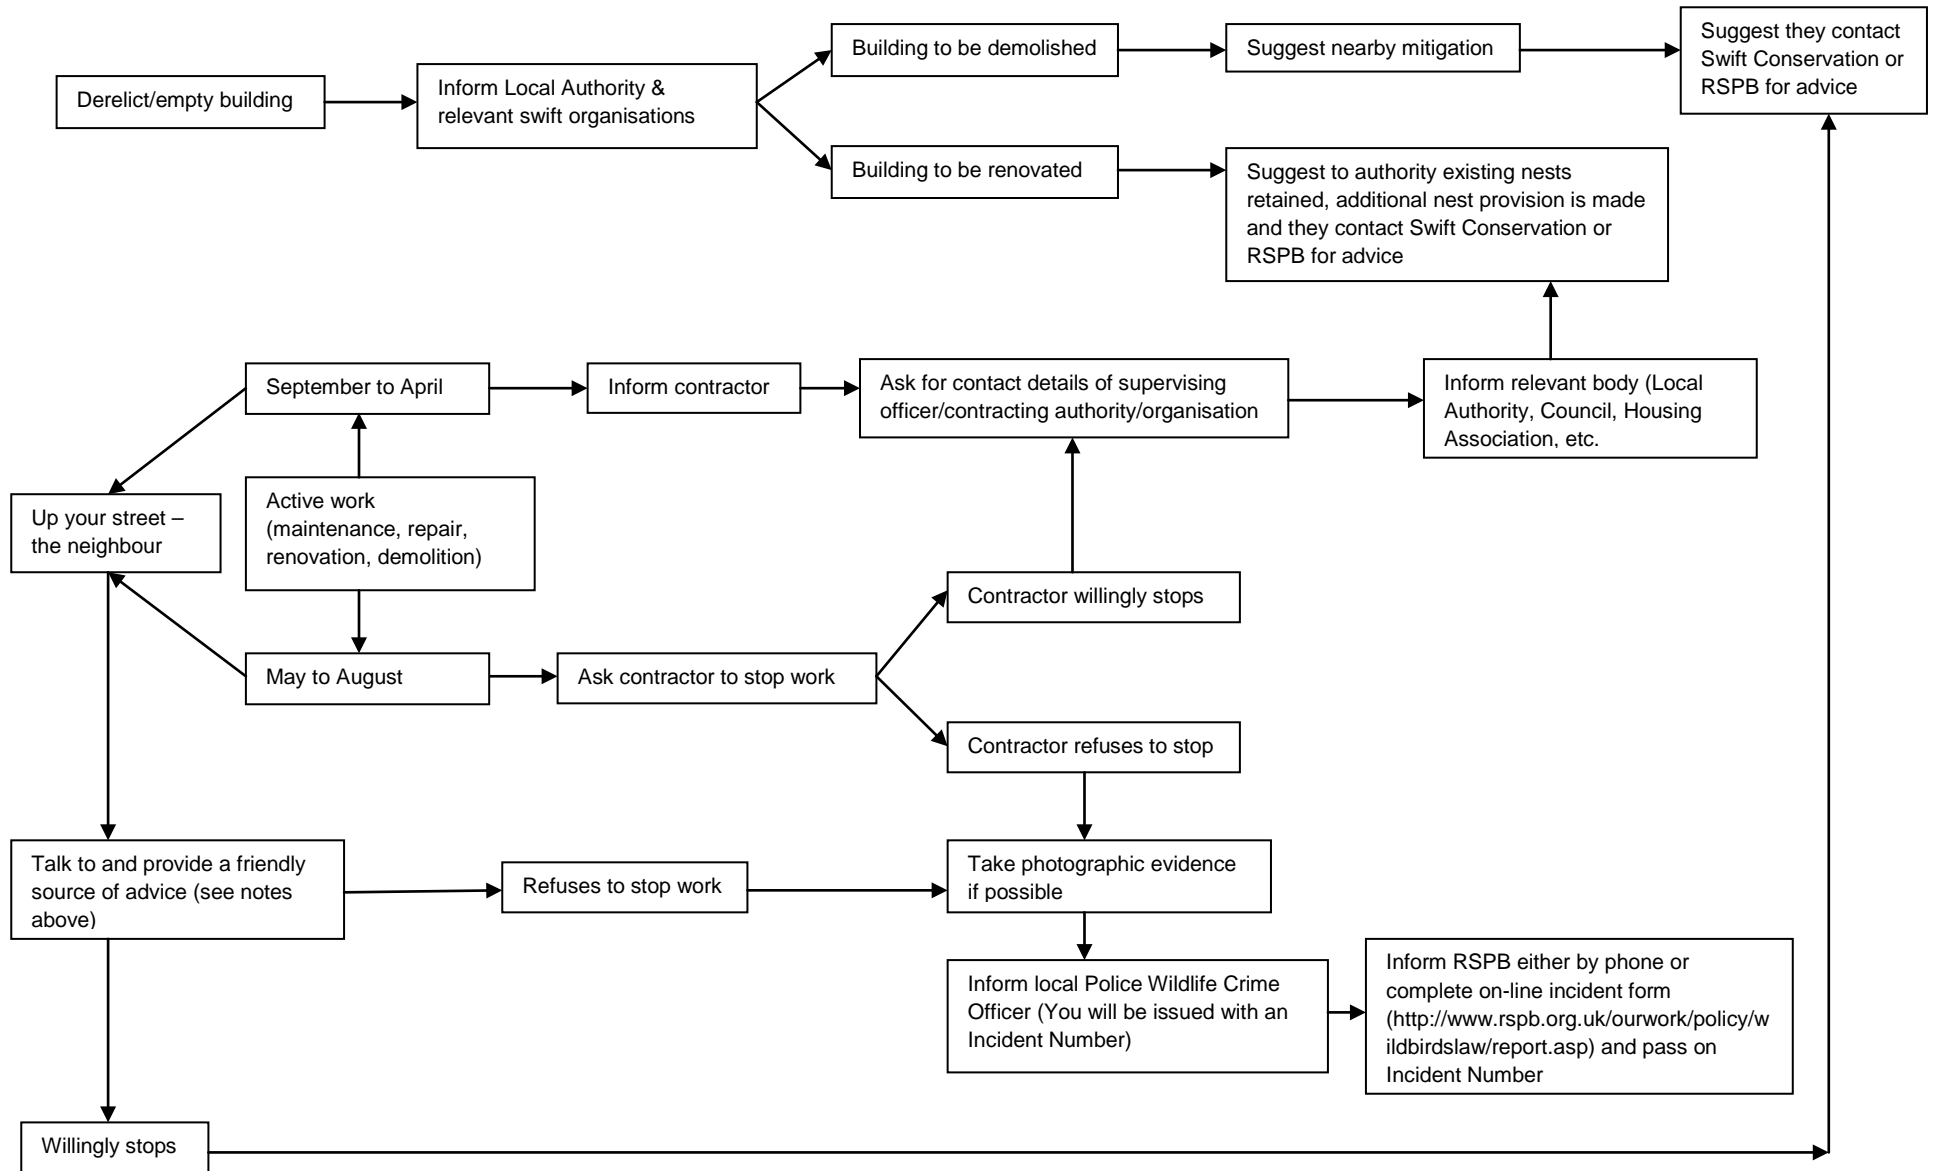 Derelict/empty building
Inform Local Authority &
relevant swift organisations
Building to be demolished
Suggest nearby mitigation
Suggest they contact
Swift Conservation or
RSPB for advice
Building to be renovated
Suggest to authority existing nests
retained, additional nest provision is made
and they contact Swift Conservation or
RSPB for advice
September to April
Inform contractor
Ask for contact details of supervising
officer/contracting authority/organisation
Inform relevant body (Local
Authority, Council, Housing
Association, etc.
Up your street –
the neighbour
Active work
(maintenance, repair,
renovation, demolition)
Contractor willingly stops
May to August
Ask contractor to stop work
Contractor refuses to stop
Talk to and provide a friendly
source of advice (see notes
above)
Refuses to stop work
Take photographic evidence
if possible
Inform local Police Wildlife Crime
Officer (You will be issued with an
Incident Number)
Inform RSPB either by phone or
complete on-line incident form
(http://www.rspb.org.uk/ourwork/policy/w
ildbirdslaw/report.asp) and pass on
Incident Number
Willingly stops